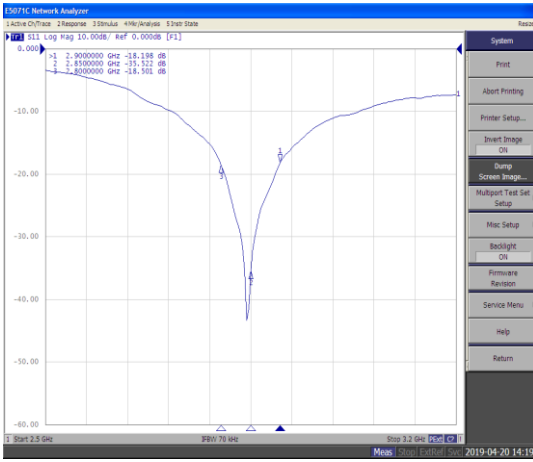 E5071C Network Analyzer
1 Active Ch/Trace 2 Response 3 Stimulus 4 Mkr/Analysis 5 Instr State
Resize
Tr1 S11 Log Mag 10.00dB/ Ref 0.000dB [F1]
0.000
>1 2.9000000 GHz -18.198 dB
2 2.8500000 GHz -35.522 dB
3 2.8000000 GHz -18.501 dB
-10.00
-20.00
-30.00
-40.00
-50.00
-60.00
1
1
3
2
System
Print
Abort Printing
Printer Setup...
Invert Image
ON
Dump
Screen Image...
Multiport Test Set
Setup
Misc Setup
Backlight
ON
Firmware
Revision
Service Menu
Help
Return
1 Start 2.5 GHz
IFBW 70 kHz
Stop 3.2 GHz
Meas Stop ExtRef Svc 2019-04-20 14:19